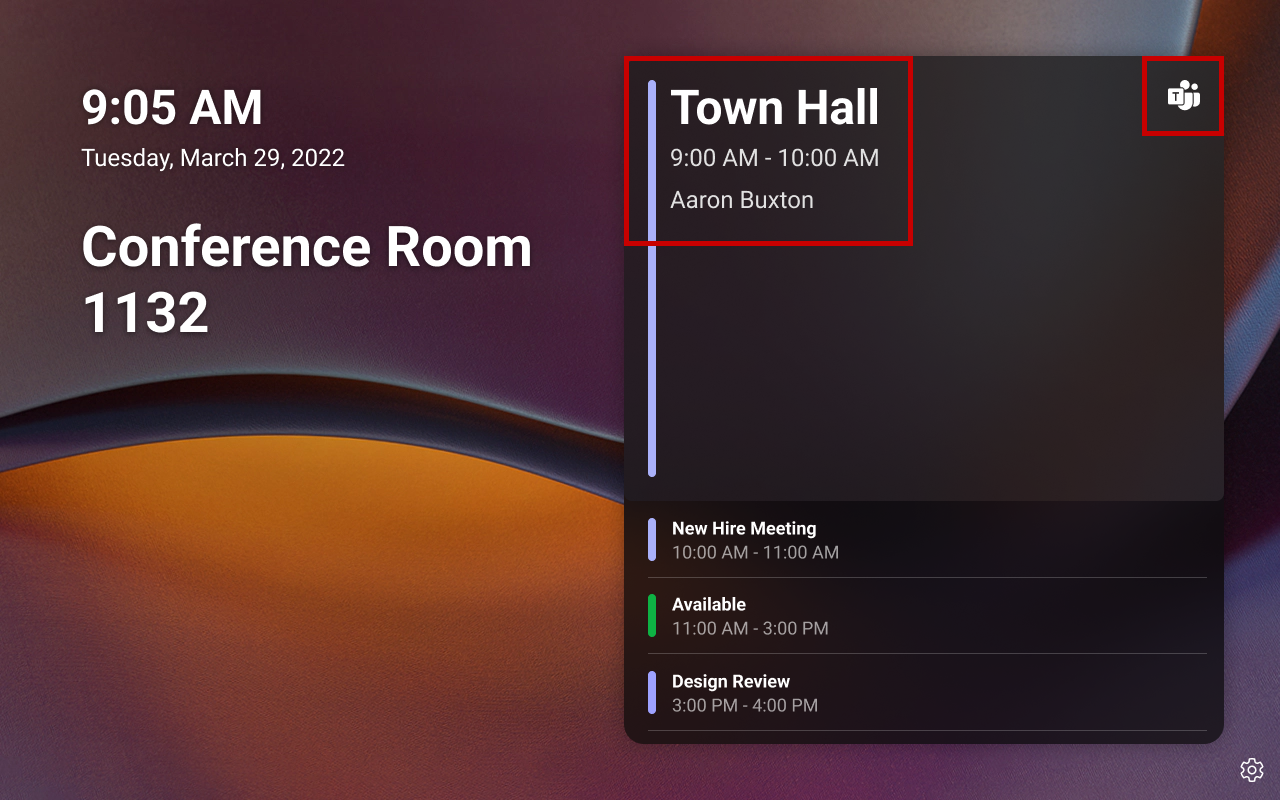 9:05 AM
Tuesday, March 29, 2022
Conference Room
1132
Town Hall
9:00 AM - 10:00 AM
Aaron Buxton
T
New Hire Meeting
10:00 AM - 11:00 AM
Available
11:00 AM - 3:00 PM
Design Review
3:00 PM - 4:00 PM